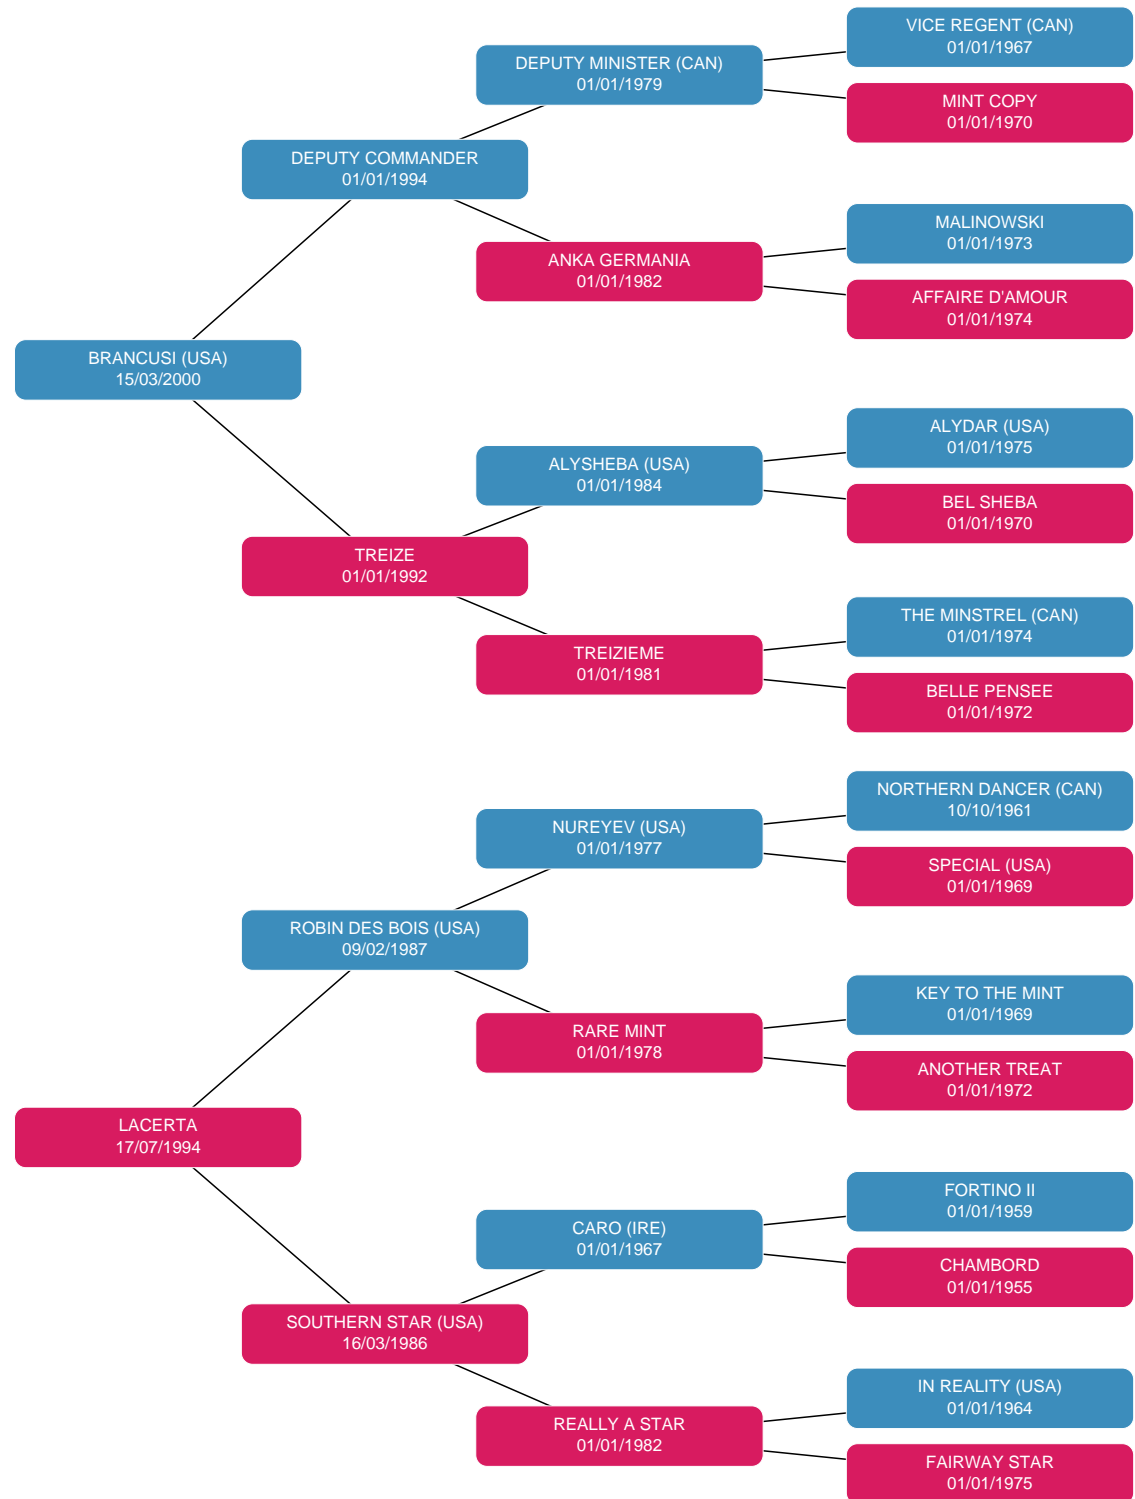 VICE REGENT (CAN)
01/01/1967
DEPUTY MINISTER (CAN)
01/01/1979
MINT COPY
01/01/1970
DEPUTY COMMANDER
01/01/1994
MALINOWSKI
01/01/1973
ANKA GERMANIA
01/01/1982
AFFAIRE D'AMOUR
01/01/1974
BRANCUSI (USA)
15/03/2000
ALYDAR (USA)
01/01/1975
ALYSHEBA (USA)
01/01/1984
BEL SHEBA
01/01/1970
TREIZE
01/01/1992
THE MINSTREL (CAN)
01/01/1974
TREIZIEME
01/01/1981
BELLE PENSEE
01/01/1972
NORTHERN DANCER (CAN)
10/10/1961
NUREYEV (USA)
01/01/1977
SPECIAL (USA)
01/01/1969
ROBIN DES BOIS (USA)
09/02/1987
KEY TO THE MINT
01/01/1969
RARE MINT
01/01/1978
ANOTHER TREAT
01/01/1972
LACERTA
17/07/1994
FORTINO II
01/01/1959
CARO (IRE)
01/01/1967
CHAMBORD
01/01/1955
SOUTHERN STAR (USA)
16/03/1986
IN REALITY (USA)
01/01/1964
REALLY A STAR
01/01/1982
FAIRWAY STAR
01/01/1975